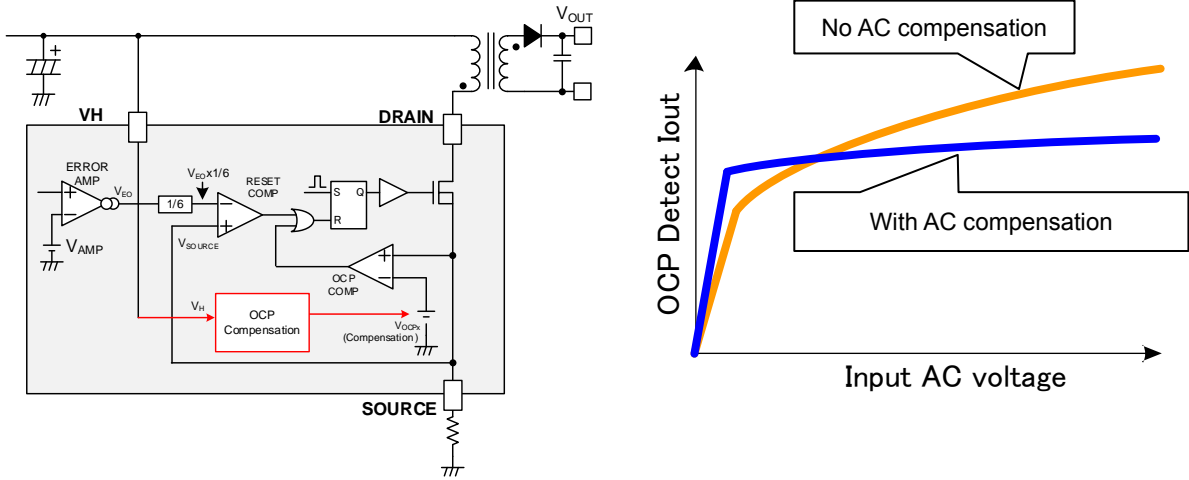 VOUT
VH
DRAIN
ERROR
AMP
VEO
VEOx1/6
RESET
COMP
1/6
S
Q
R
VAMP
VSOURCE
OCP
COMP
VH
OCP
Compensation
VOCPx
(Compensation)
SOURCE
No AC compensation
OCP Detect Iout
With AC compensation
Input AC voltage